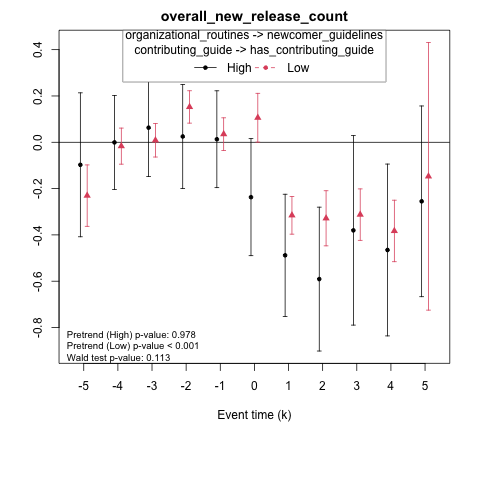 overall_new_release_count
organizational_routines -> newcomer_guidelines
contributing_guide -> has_contributing_guide
High Low
0.4
0.2
0.0
-0.2
-0.4
-0.6
-0.8
Pretrend (High) p-value: 0.978
Pretrend (Low) p-value < 0.001
Wald test p-value: 0.113
-5 -4 -3 -2 -1 0 1 2 3 4 5
Event time (k)